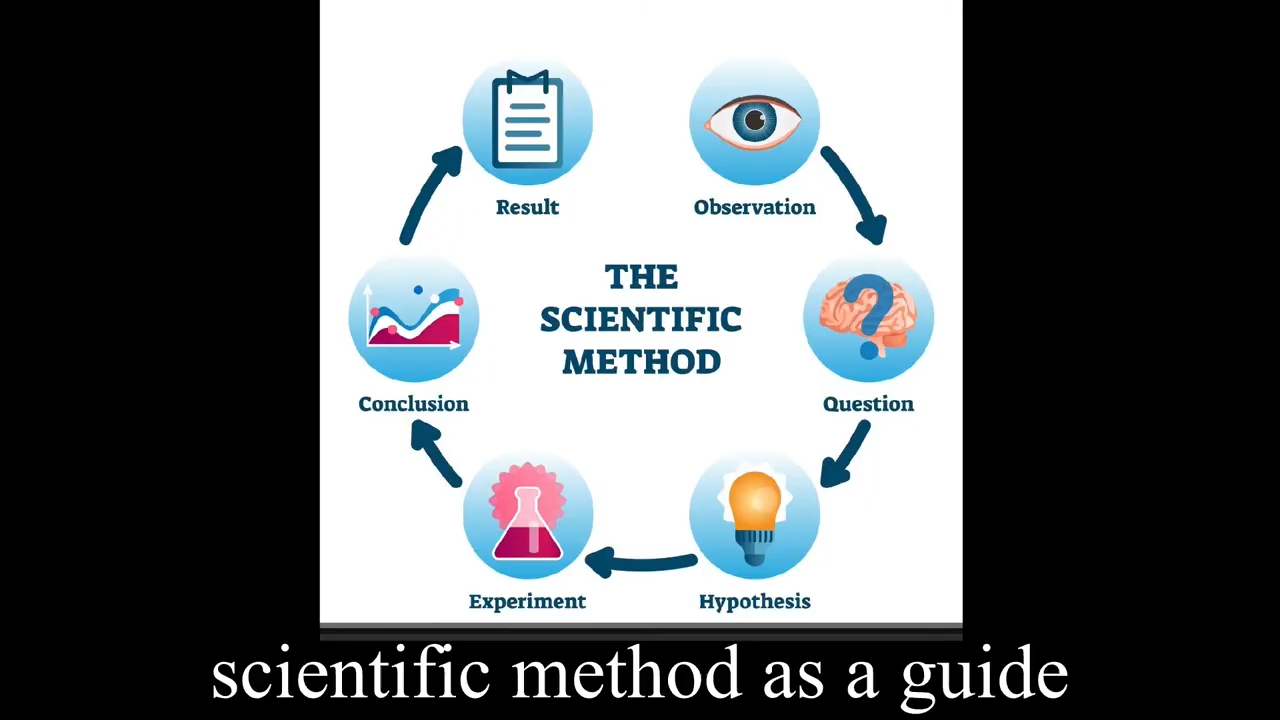 Result
Observation
THE
SCIENTIFIC
METHOD
Conclusion
Question
Experiment
Hypothesis
scientific method as a guide